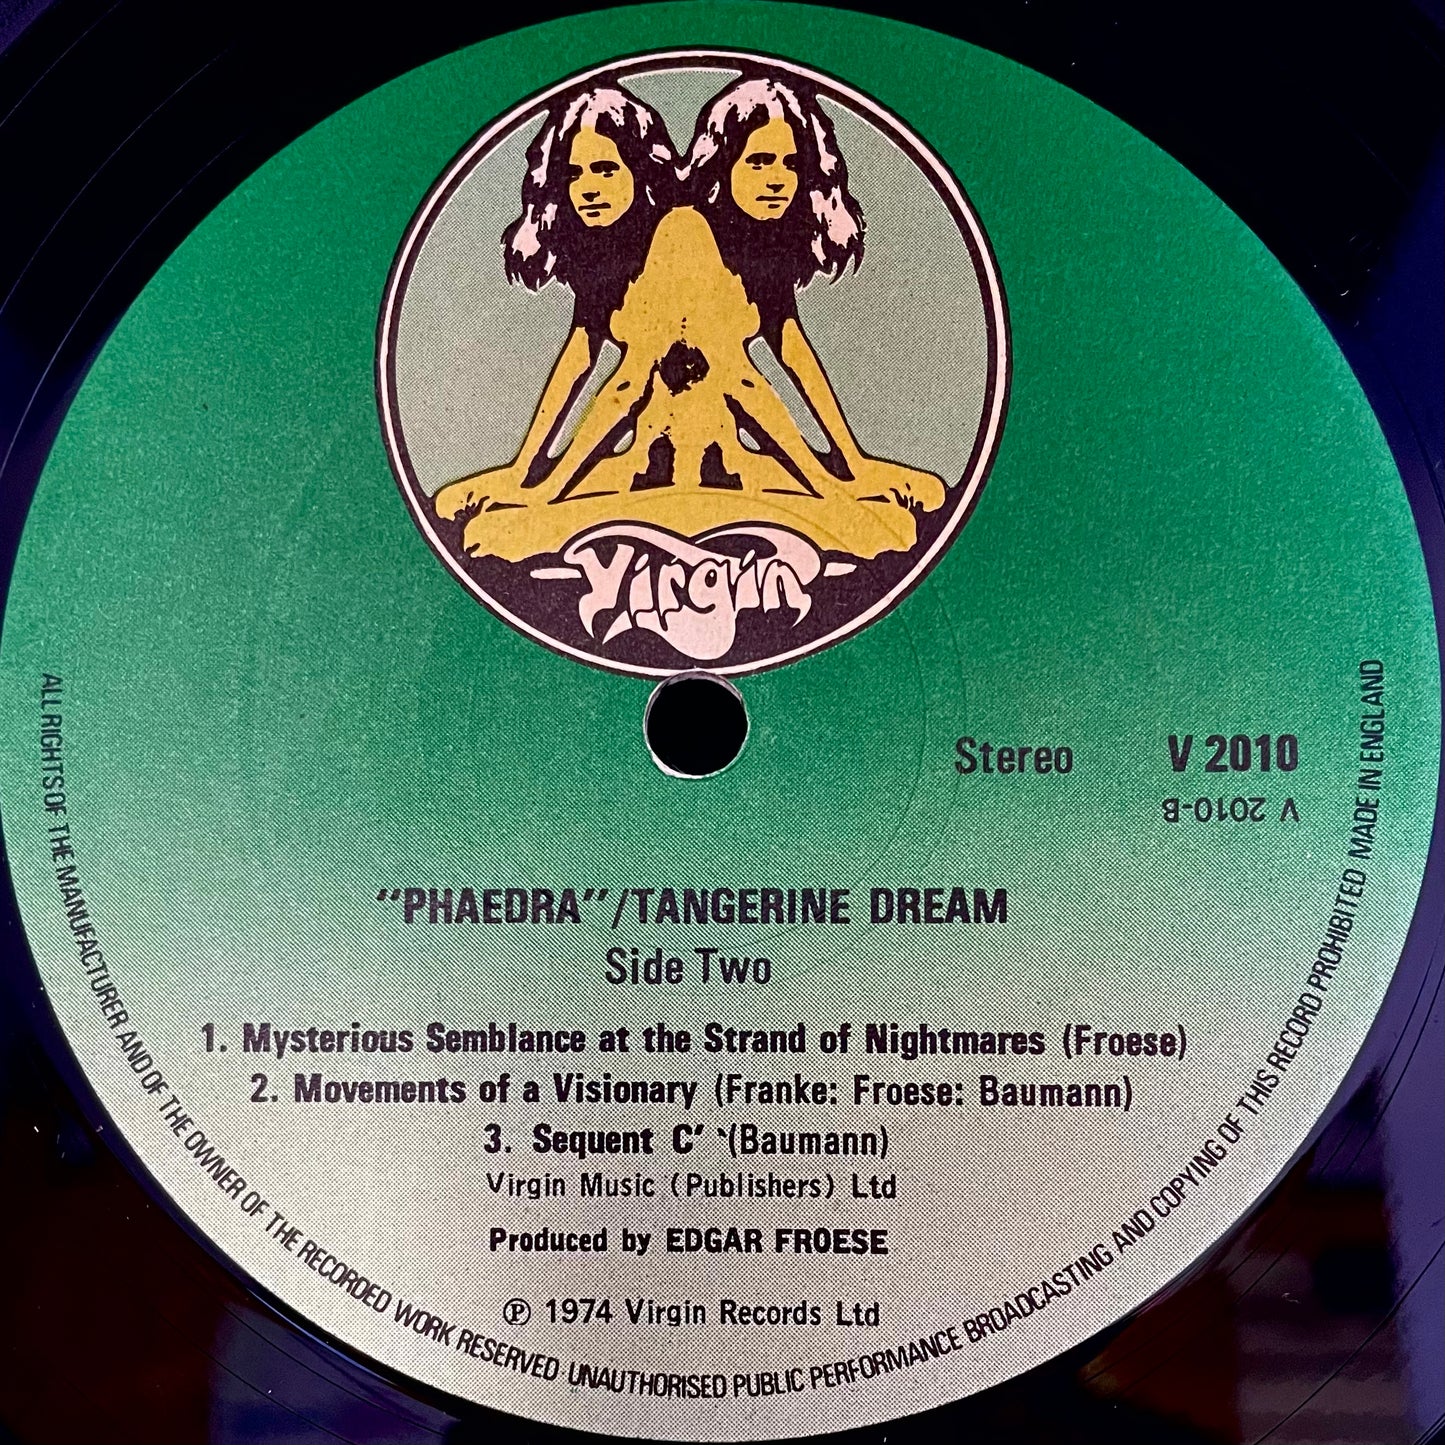 Virgin
Stereo V 2010
V 2010-B
"PHAEDRA"/TANGERINE DREAM
Side Two
1. Mysterious Semblance at the Strand of Nightmares (Froese)
2. Movements of a Visionary (Franke: Froese: Baumann)
3. Sequent C' (Baumann)
Virgin Music (Publishers) Ltd
Produced by EDGAR FROESE
℗ 1974 Virgin Records Ltd
ALL RIGHTS OF THE MANUFACTURER AND OF THE OWNER OF THE RECORDED WORK RESERVED UNAUTHORISED PUBLIC PERFORMANCE BROADCASTING AND COPYING OF THIS RECORD PROHIBITED MADE IN ENGLAND